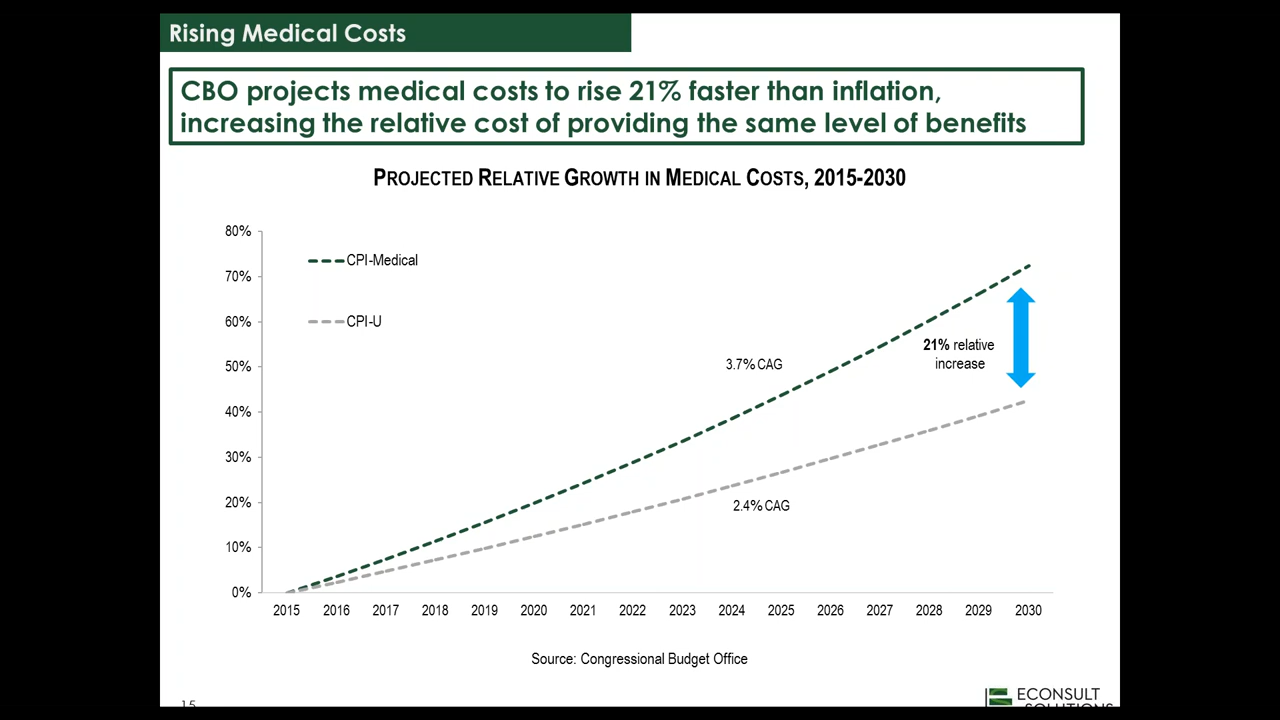 Rising Medical Costs
CBO projects medical costs to rise 21% faster than inflation,
increasing the relative cost of providing the same level of benefits
PROJECTED RELATIVE GROWTH IN MEDICAL COSTS, 2015-2030
80%
CPI-Medical
70%
60%
CPI-U
21% relative
increase
50%
3.7% CAG
40%
30%
20%
2.4% CAG
10%
0%
2015 2016 2017 2018 2019 2020 2021 2022 2023 2024 2025 2026 2027 2028 2029 2030
Source: Congressional Budget Office
15
ECONSULT
SOLUTIONS